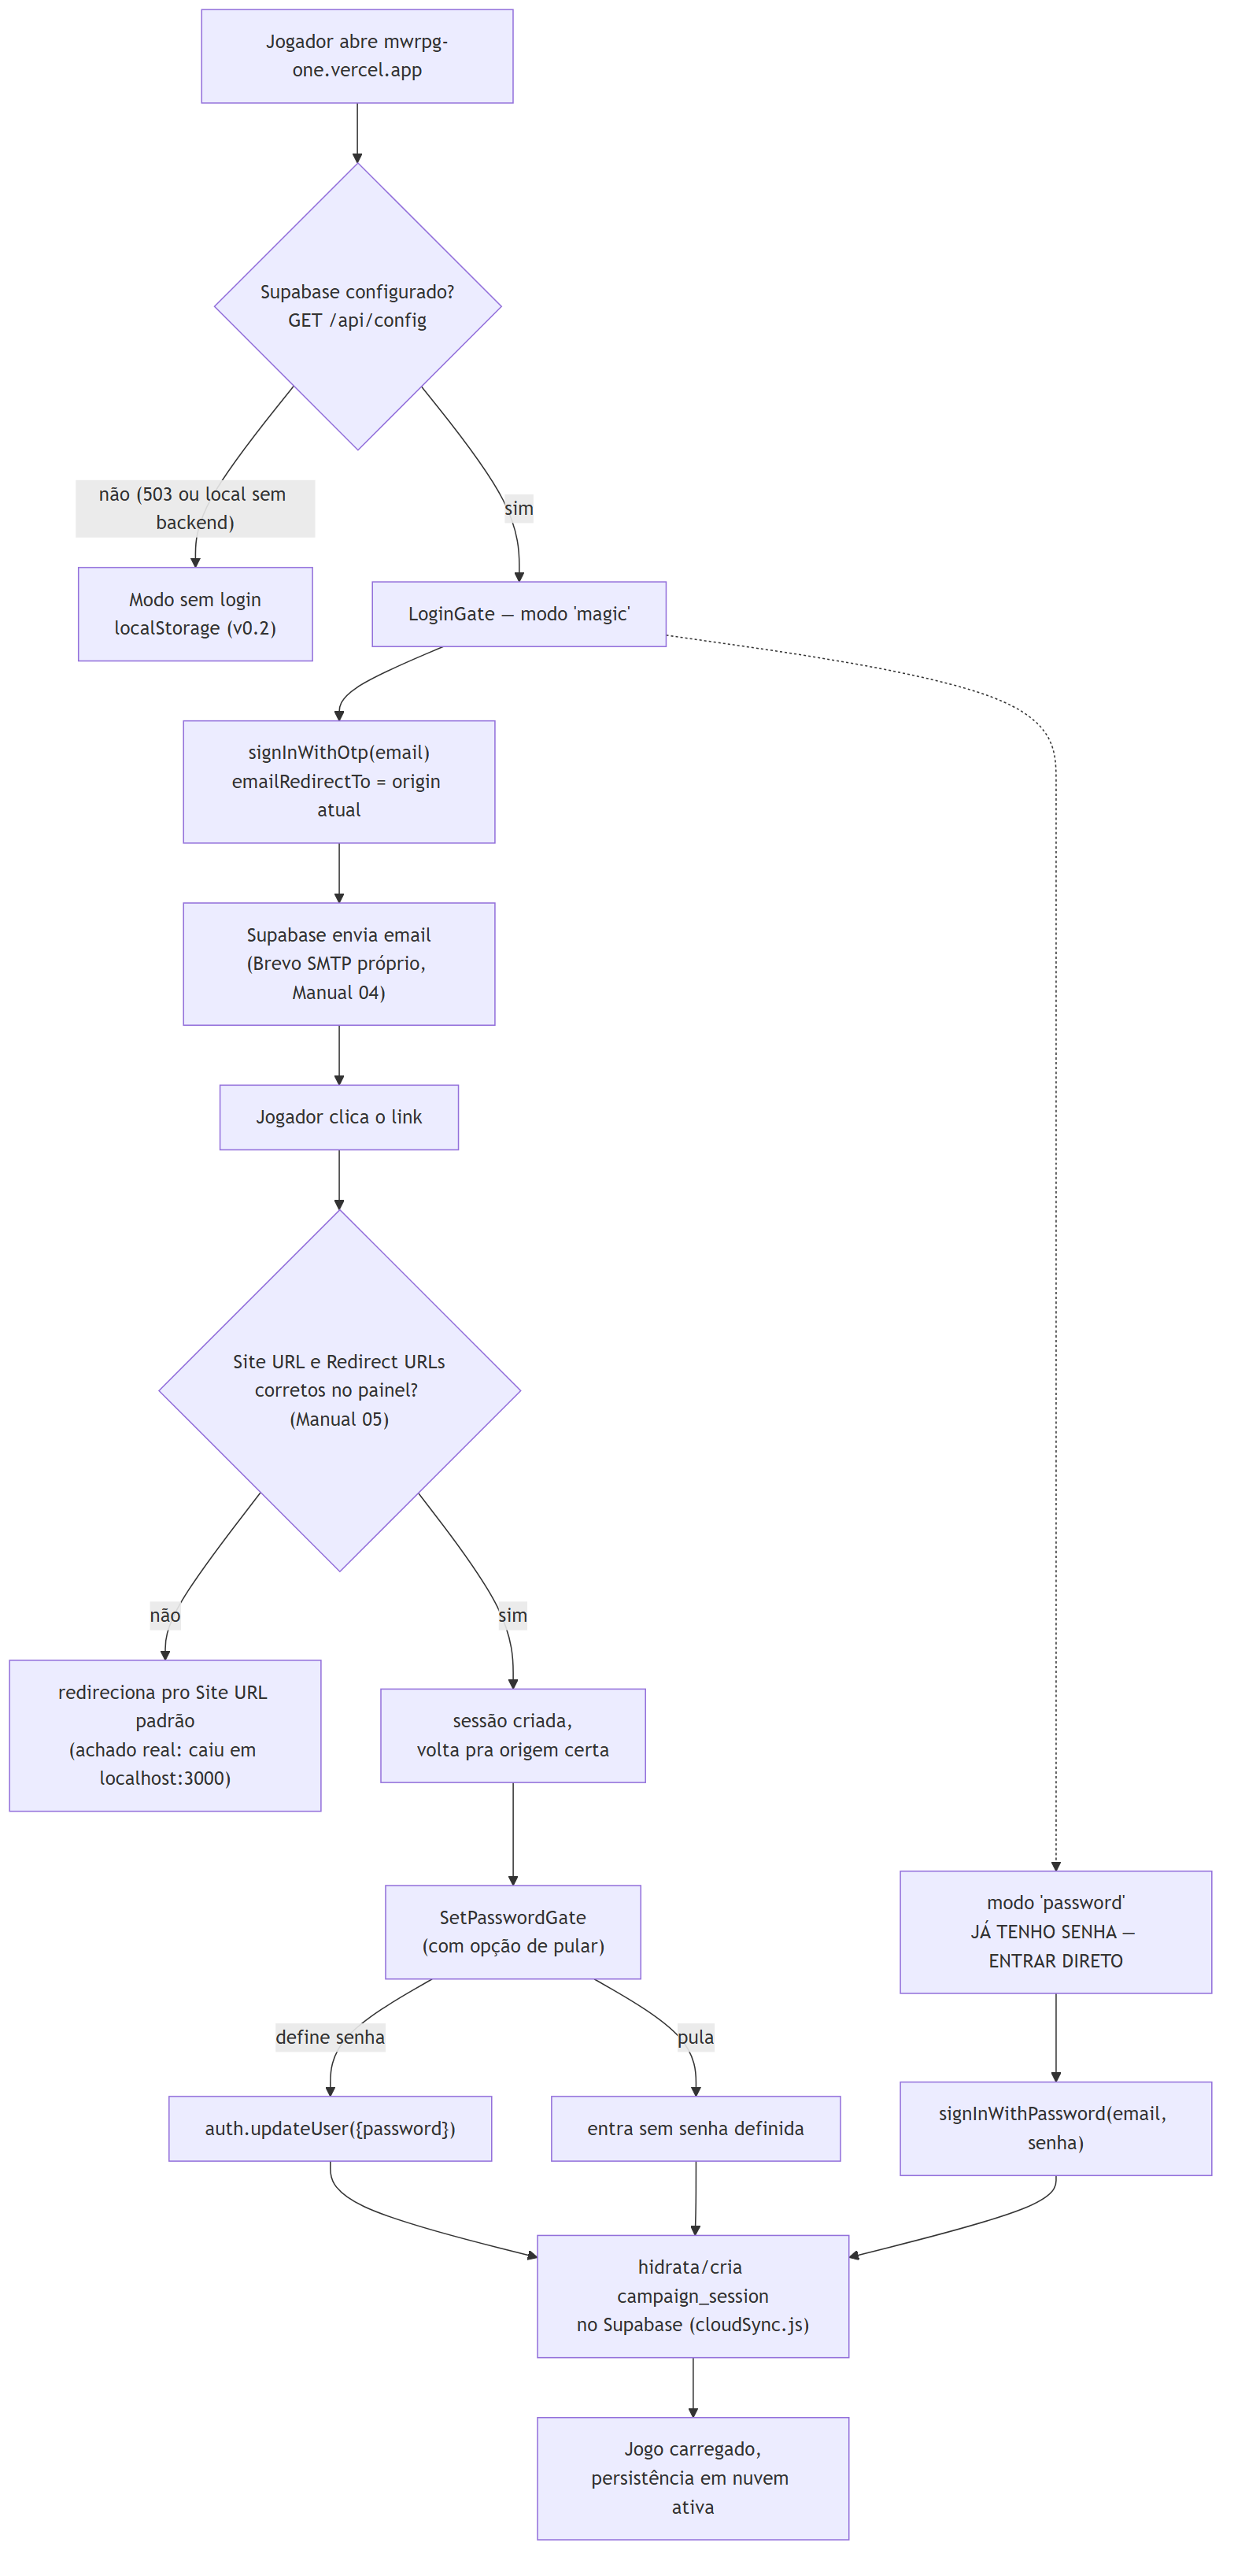 Jogador abre mwrpg-
one.vercel.app
Supabase configurado?
GET /api/config
não (503 ou local sem
backend)
sim
Modo sem login
localStorage (v0.2)
LoginGate — modo 'magic'
signInWithOtp(email)
emailRedirectTo = origin
atual
Supabase envia email
(Brevo SMTP próprio,
Manual 04)
Jogador clica o link
Site URL e Redirect URLs
corretos no painel?
(Manual 05)
não
sim
redireciona pro Site URL
padrão
(achado real: caiu em
localhost:3000)
sessão criada,
volta pra origem certa
SetPasswordGate
(com opção de pular)
modo 'password'
JÁ TENHO SENHA —
ENTRAR DIRETO
define senha
pula
auth.updateUser({password})
entra sem senha definida
signInWithPassword(email,
senha)
hidrata/cria
campaign_session
no Supabase (cloudSync.js)
Jogo carregado,
persistência em nuvem
ativa